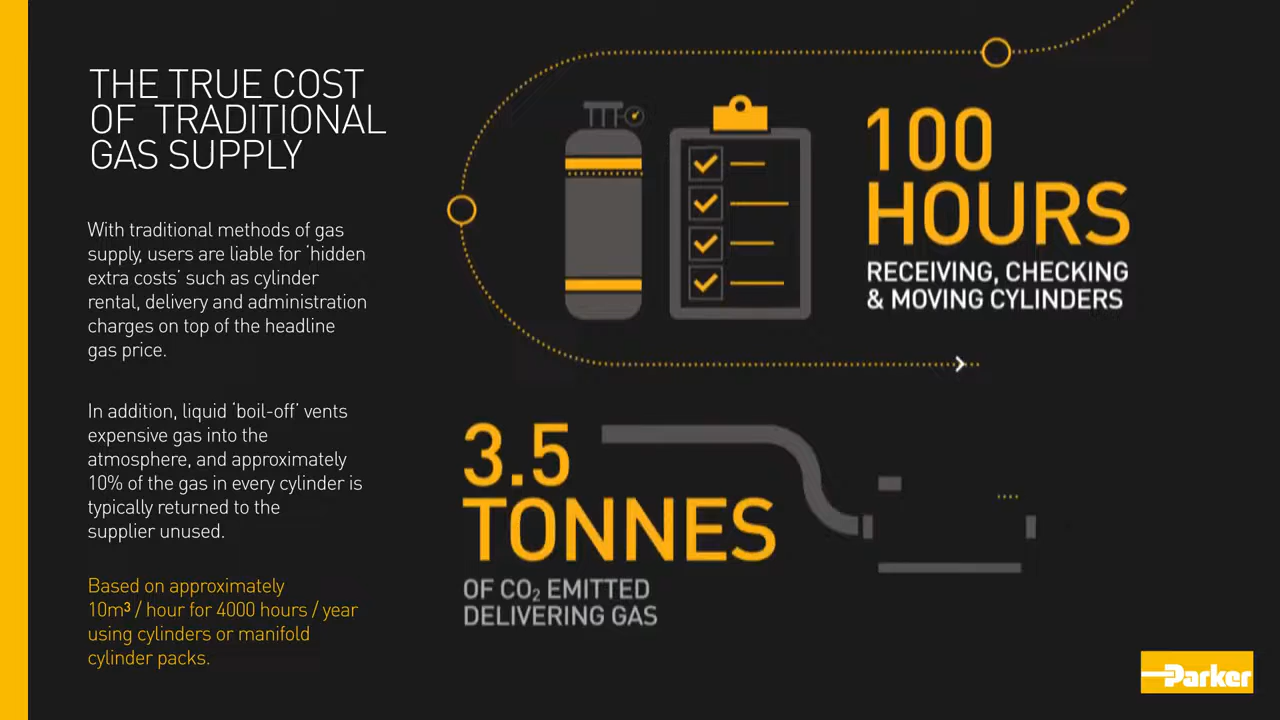 THE TRUE COST
OF TRADITIONAL
GAS SUPPLY
With traditional methods of gas
supply, users are liable for 'hidden
extra costs' such as cylinder
rental, delivery and administration
charges on top of the headline
gas price.
In addition, liquid 'boil-off' vents
expensive gas into the
atmosphere, and approximately
10% of the gas in every cylinder is
typically returned to the
supplier unused.
Based on approximately
10m³ / hour for 4000 hours / year
using cylinders or manifold
cylinder packs.
100
HOURS
RECEIVING, CHECKING
& MOVING CYLINDERS
3.5
TONNES
OF CO₂ EMITTED
DELIVERING GAS
Parker